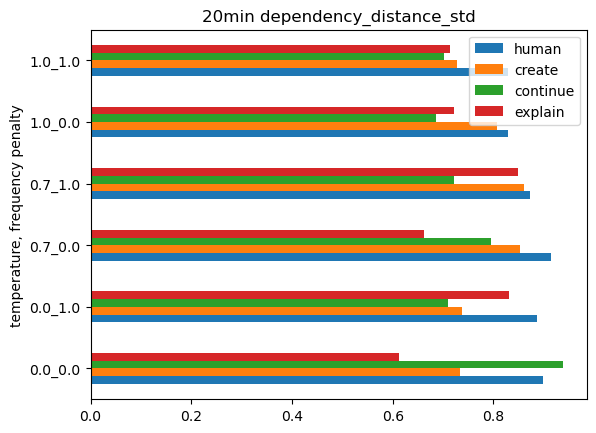 20min dependency_distance_std
human
create
continue
explain
temperature, frequency penalty
1.0_1.0
1.0_0.0
0.7_1.0
0.7_0.0
0.0_1.0
0.0_0.0
0.0 0.2 0.4 0.6 0.8